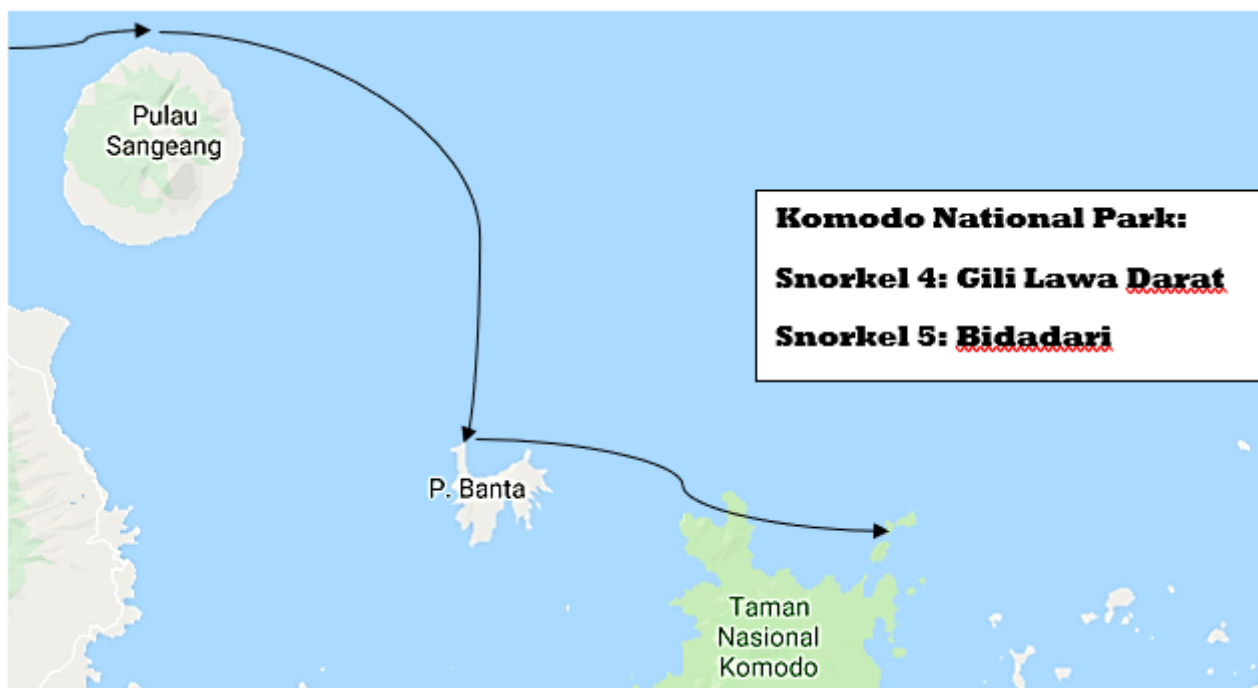 Pulau
Sangeang
Komodo National Park:
Snorkel 4: Gili Lawa Darat
Snorkel 5: Bidadari
P. Banta
Taman
Nasional
Komodo